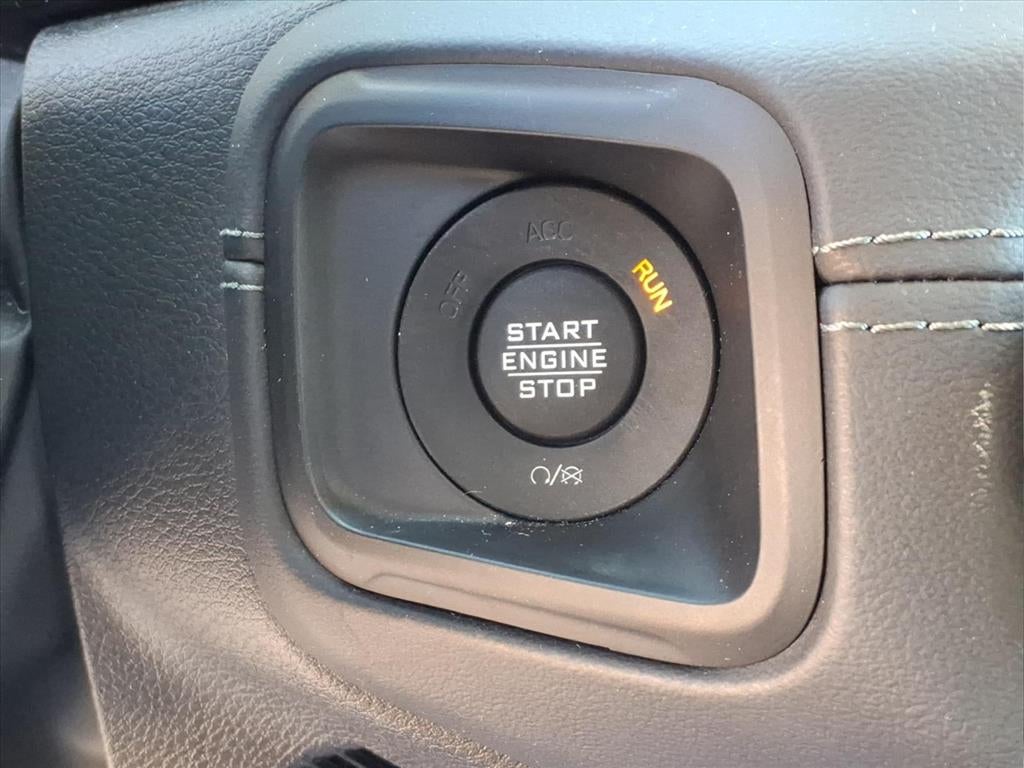 ACC
OFF
RUN
START
ENGINE
STOP